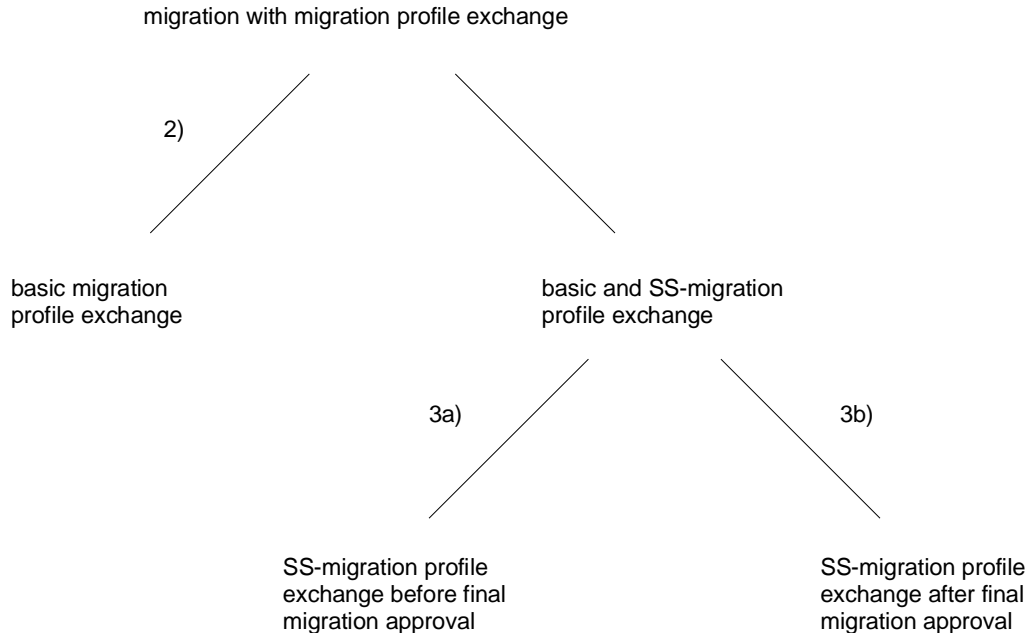 migration with migration profile exchange
2)
basic migration
profile exchange
basic and SS-migration
profile exchange
3a)
3b)
SS-migration profile
exchange before final
migration approval
SS-migration profile
exchange after final
migration approval